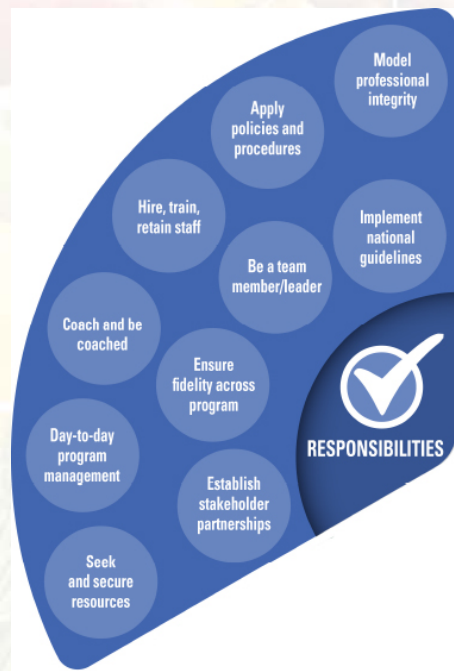 Model
professional
integrity
Apply
policies and
procedures
Hire, train,
retain staff
Implement
national
guidelines
Be a team
member/leader
Coach and be
coached
Ensure
fidelity across
program
RESPONSIBILITIES
Day-to-day
program
management
Establish
stakeholder
partnerships
Seek
and secure
resources